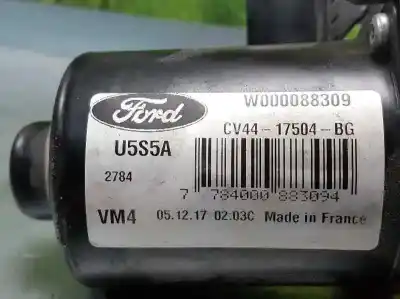 Ford
W000088309
U5S5A
CV44-17504-BG
2784
7 784000 883094
VM4 05.12.17 02.03C Made in France